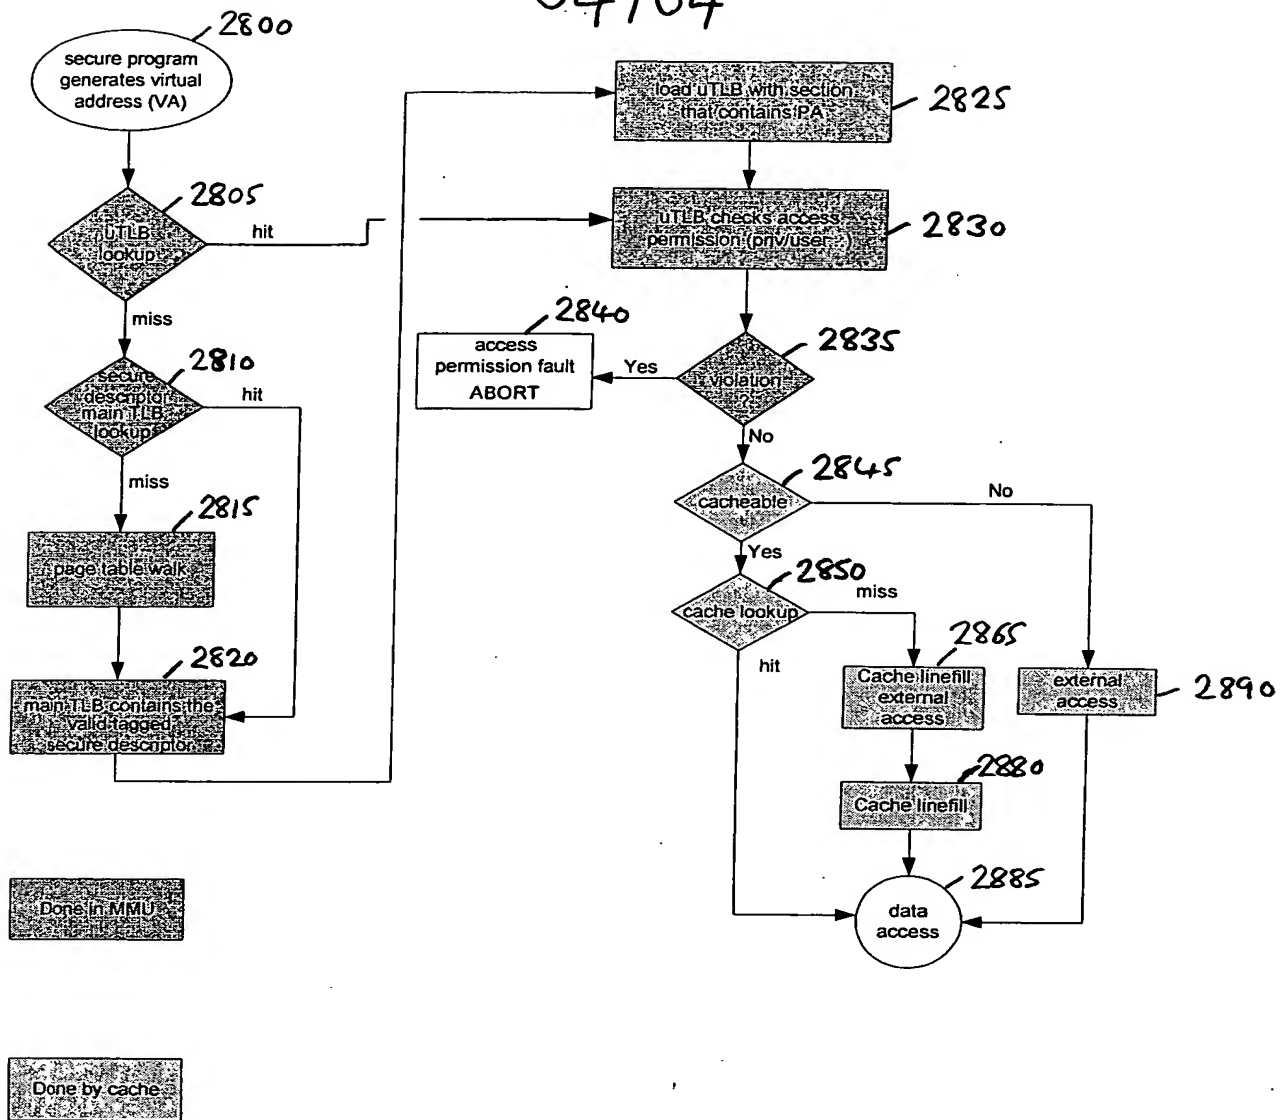 2800
secure program
generates virtual
address (VA)
2805
uTLB
lookup
hit
miss
2810
secure
descriptor
main TLB
lookup
hit
miss
2815
page table walk
2820
main TLB contains the
valid tagged
secure descriptor
load uTLB with section
that contains PA
2825
uTLB checks access
permission (priv/user ?)
2830
2840
access
permission fault
ABORT
Yes
2835
violation
?
No
2845
cacheable
No
Yes
2850
cache lookup
miss
hit
2865
Cache linefill
external
access
external
access
2890
2880
Cache linefill
2885
data
access
Done in MMU
Done by cache